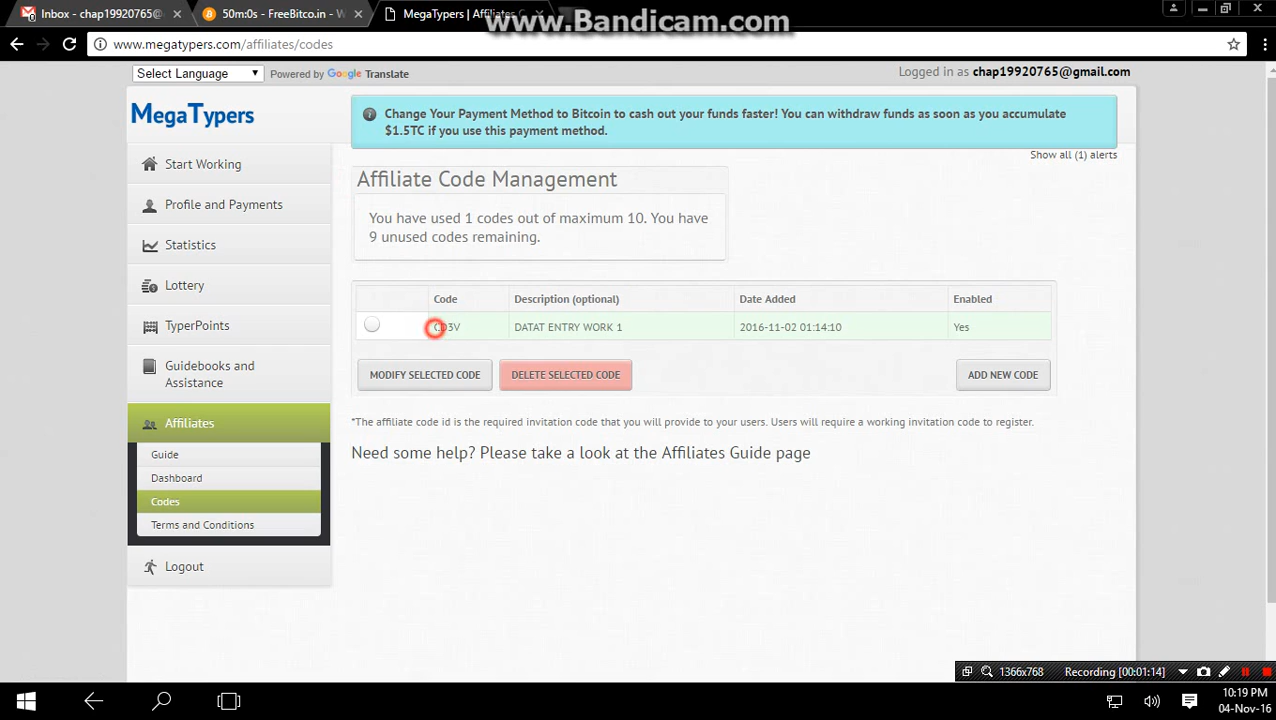 Inbox - chap19920765@
50m:0s - FreeBitco.in - W
MegaTypers | Affiliates C
www.Bandicam.com
www.megatypers.com/affiliates/codes
Select Language
Powered by Google Translate
Logged in as chap19920765@gmail.com
MegaTypers
Change Your Payment Method to Bitcoin to cash out your funds faster! You can withdraw funds as soon as you accumulate
$1.5TC if you use this payment method.
Show all (1) alerts
Start Working
Profile and Payments
Statistics
Lottery
TyperPoints
Guidebooks and
Assistance
Affiliates
Guide
Dashboard
Codes
Terms and Conditions
Logout
Affiliate Code Management
You have used 1 codes out of maximum 10. You have
9 unused codes remaining.
Code Description (optional) Date Added Enabled
DATAT ENTRY WORK 1 2016-11-02 01:14:10 Yes
MODIFY SELECTED CODE DELETE SELECTED CODE ADD NEW CODE
*The affiliate code id is the required invitation code that you will provide to your users. Users will require a working invitation code to register.
Need some help? Please take a look at the Affiliates Guide page
1366x768 Recording [00:01:14]
10:19 PM
04-Nov-16